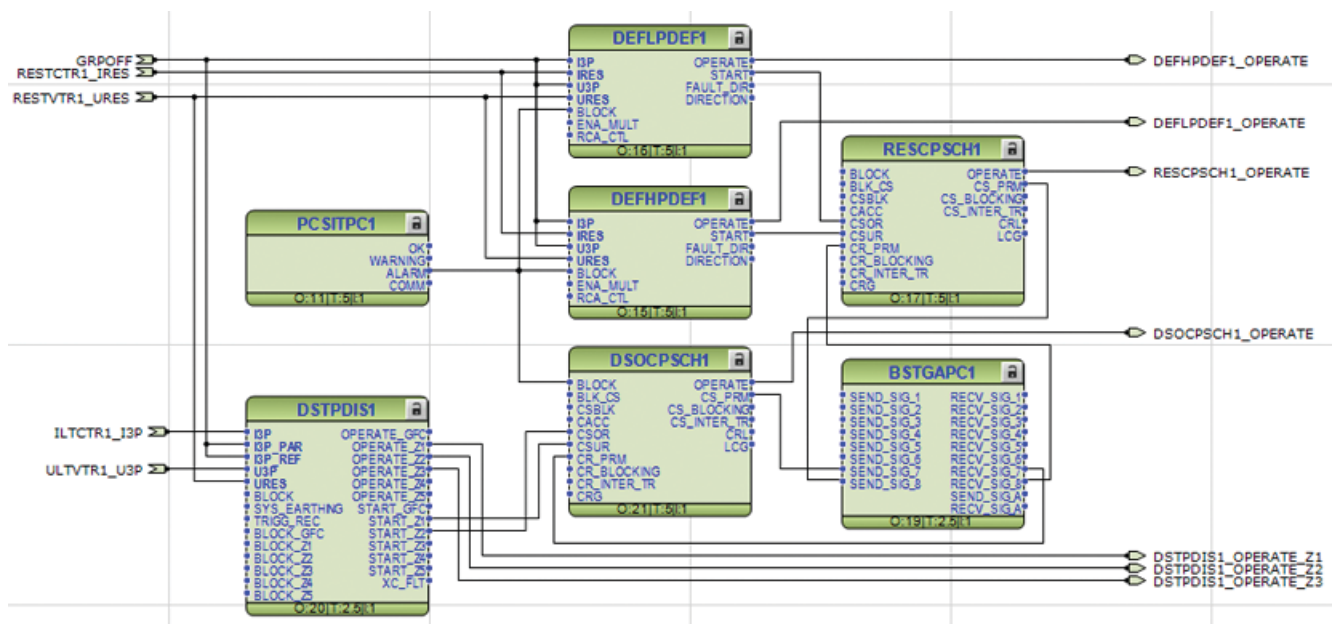 GRPOFF
RESTCTR1_IRES
RESTVTR1_URES
DEFLPDEF1
I3P
IRES
U3P
URES
BLOCK
ENA_MULT
RCA_CTL
OPERATE
START
FAULT_DIR
DIRECTION
O:16|T:5|I:1
DEFHPDEF1_OPERATE
DEFLPDEF1_OPERATE
RESCPSCH1_OPERATE
RESCPSCH1
BLOCK
BLK_CS
CSBLK
CACC
CSOR
CSUR
CR_PRM
CR_BLOCKING
CR_INTER_TR
CRG
OPERATE
CS_PRM
CS_BLOCKING
CS_INTER_TR
CRL
LCG
O:17|T:5|I:1
DEFHPDEF1
I3P
IRES
U3P
URES
BLOCK
ENA_MULT
RCA_CTL
OPERATE
START
FAULT_DIR
DIRECTION
O:15|T:5|I:1
PCSITPC1
OK
WARNING
ALARM
COMM
O:11|T:5|I:1
DSOCPSCH1_OPERATE
DSOCPSCH1
BLOCK
BLK_CS
CSBLK
CACC
CSOR
CSUR
CR_PRM
CR_BLOCKING
CR_INTER_TR
CRG
OPERATE
CS_PRM
CS_BLOCKING
CS_INTER_TR
CRL
LCG
O:21|T:5|I:1
BSTGAPC1
SEND_SIG_1
SEND_SIG_2
SEND_SIG_3
SEND_SIG_4
SEND_SIG_5
SEND_SIG_6
SEND_SIG_7
SEND_SIG_8
RECV_SIG_1
RECV_SIG_2
RECV_SIG_3
RECV_SIG_4
RECV_SIG_5
RECV_SIG_6
RECV_SIG_7
RECV_SIG_8
SEND_SIG_A
RECV_SIG_A
O:19|T:2.5|I:1
ILTCTR1_I3P
ULTVTR1_U3P
DSTPDIS1
I3P
I3P_PAR
I3P_REF
U3P
URES
BLOCK
SYS_EARTHNG
TRIGG_REC
BLOCK_GFC
BLOCK_Z1
BLOCK_Z2
BLOCK_Z3
BLOCK_Z4
BLOCK_Z5
OPERATE_GFC
OPERATE_Z1
OPERATE_Z2
OPERATE_Z3
OPERATE_Z4
OPERATE_Z5
START_GFC
START_Z1
START_Z2
START_Z3
START_Z4
START_Z5
XC_FLT
O:20|T:2.5|I:1
DSTPDIS1_OPERATE_Z1
DSTPDIS1_OPERATE_Z2
DSTPDIS1_OPERATE_Z3